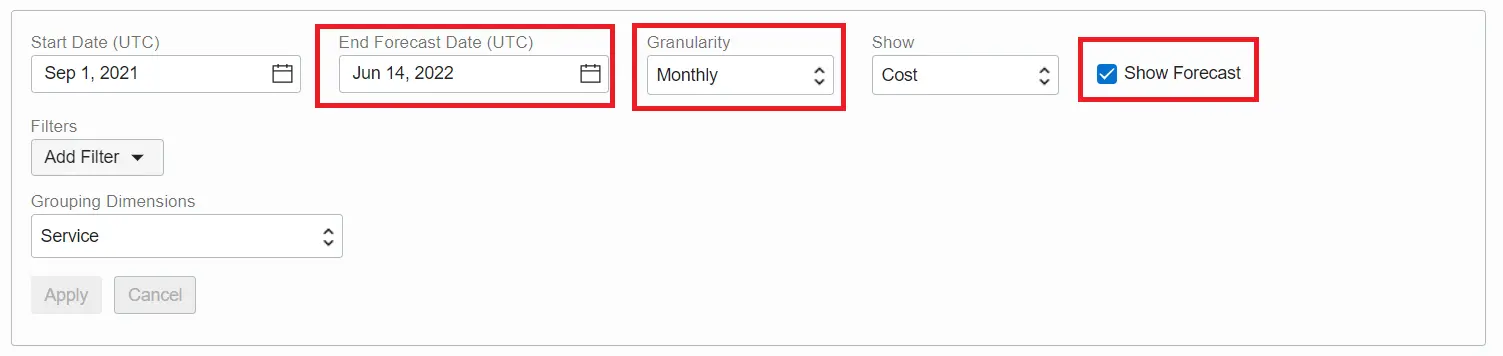 Start Date (UTC)
End Forecast Date (UTC)
Granularity
Show
Sep 1, 2021
Jun 14, 2022
Monthly
Cost
Show Forecast
Filters
Add Filter
Grouping Dimensions
Service
Apply
Cancel